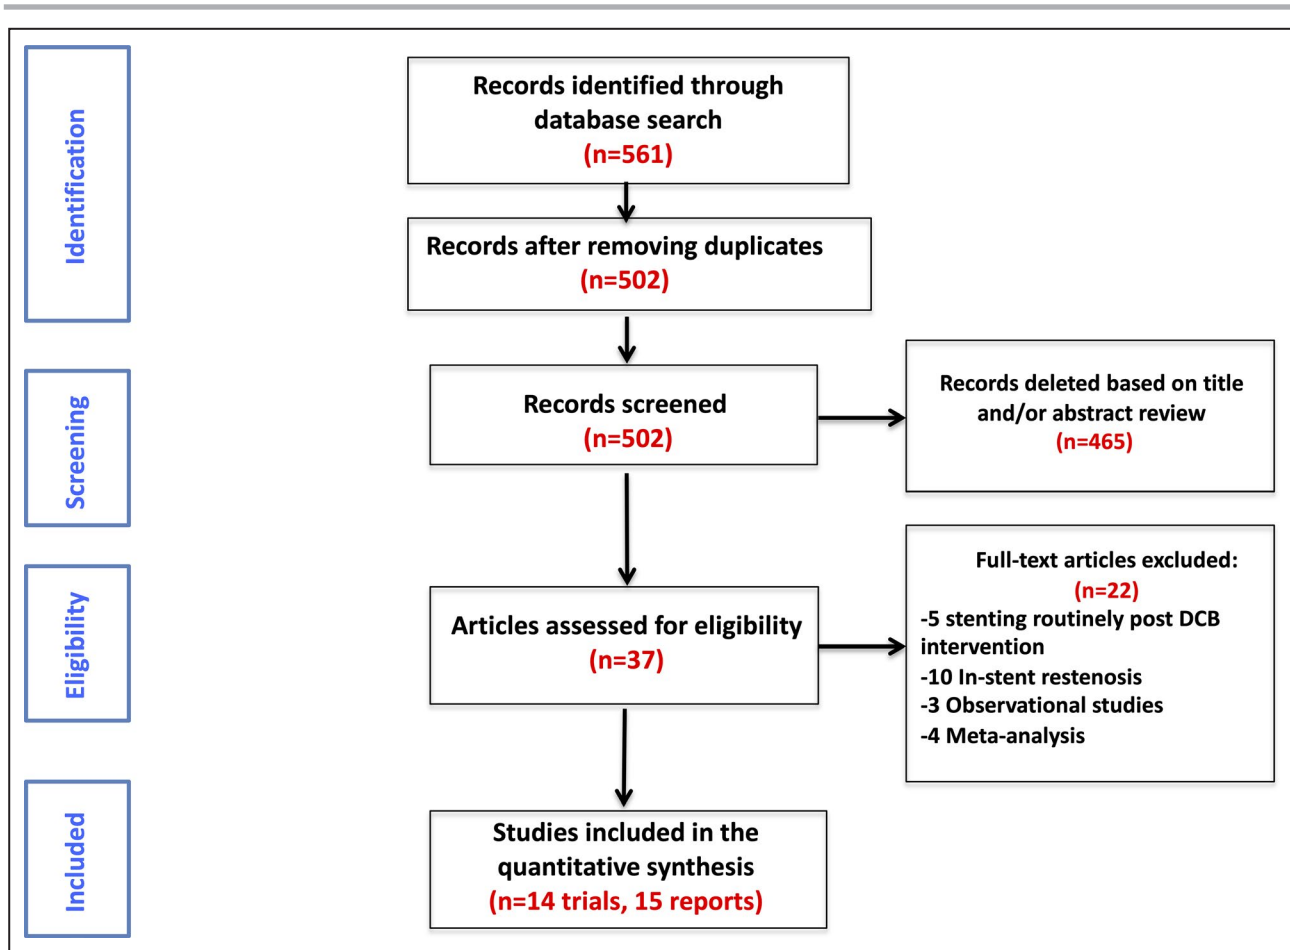 Identification
Records identified through
database search
(n=561)
Records after removing duplicates
(n=502)
Screening
Records screened
(n=502)
Records deleted based on title
and/or abstract review
(n=465)
Eligibility
Articles assessed for eligibility
(n=37)
Full-text articles excluded:
(n=22)
-5 stenting routinely post DCB
intervention
-10 In-stent restenosis
-3 Observational studies
-4 Meta-analysis
Included
Studies included in the
quantitative synthesis
(n=14 trials, 15 reports)